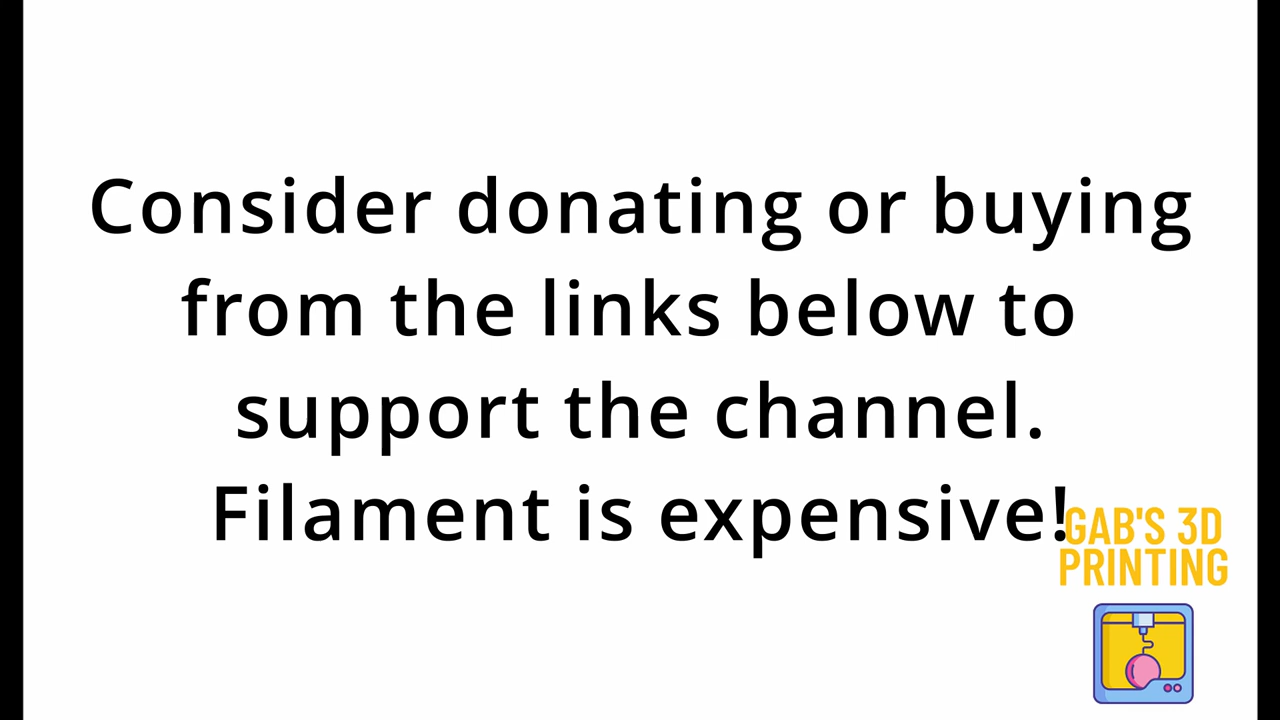 Consider donating or buying
from the links below to
support the channel.
Filament is expensive!
GAB'S 3D
PRINTING